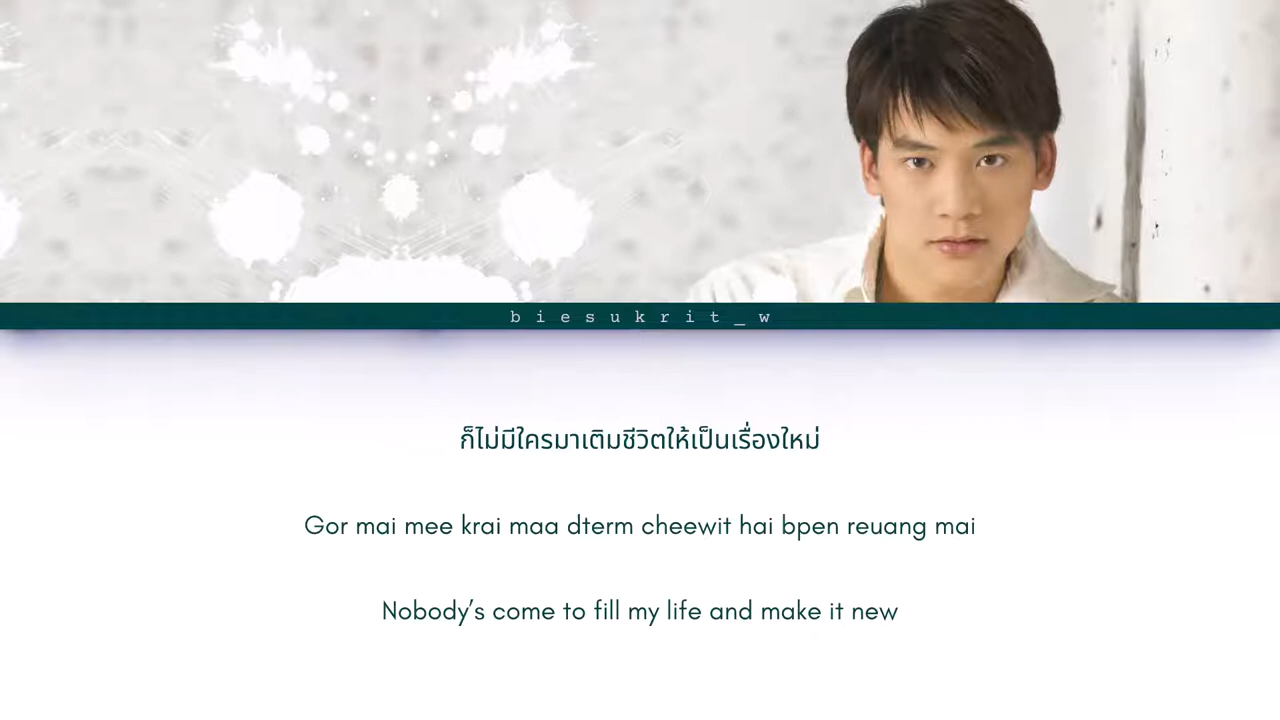 b i e s u k r i t _ w
ก็ไม่มีใครมาเติมชีวิตให้เป็นเรื่องใหม่
Gor mai mee krai maa dterm cheewit hai bpen reuang mai
Nobody's come to fill my life and make it new